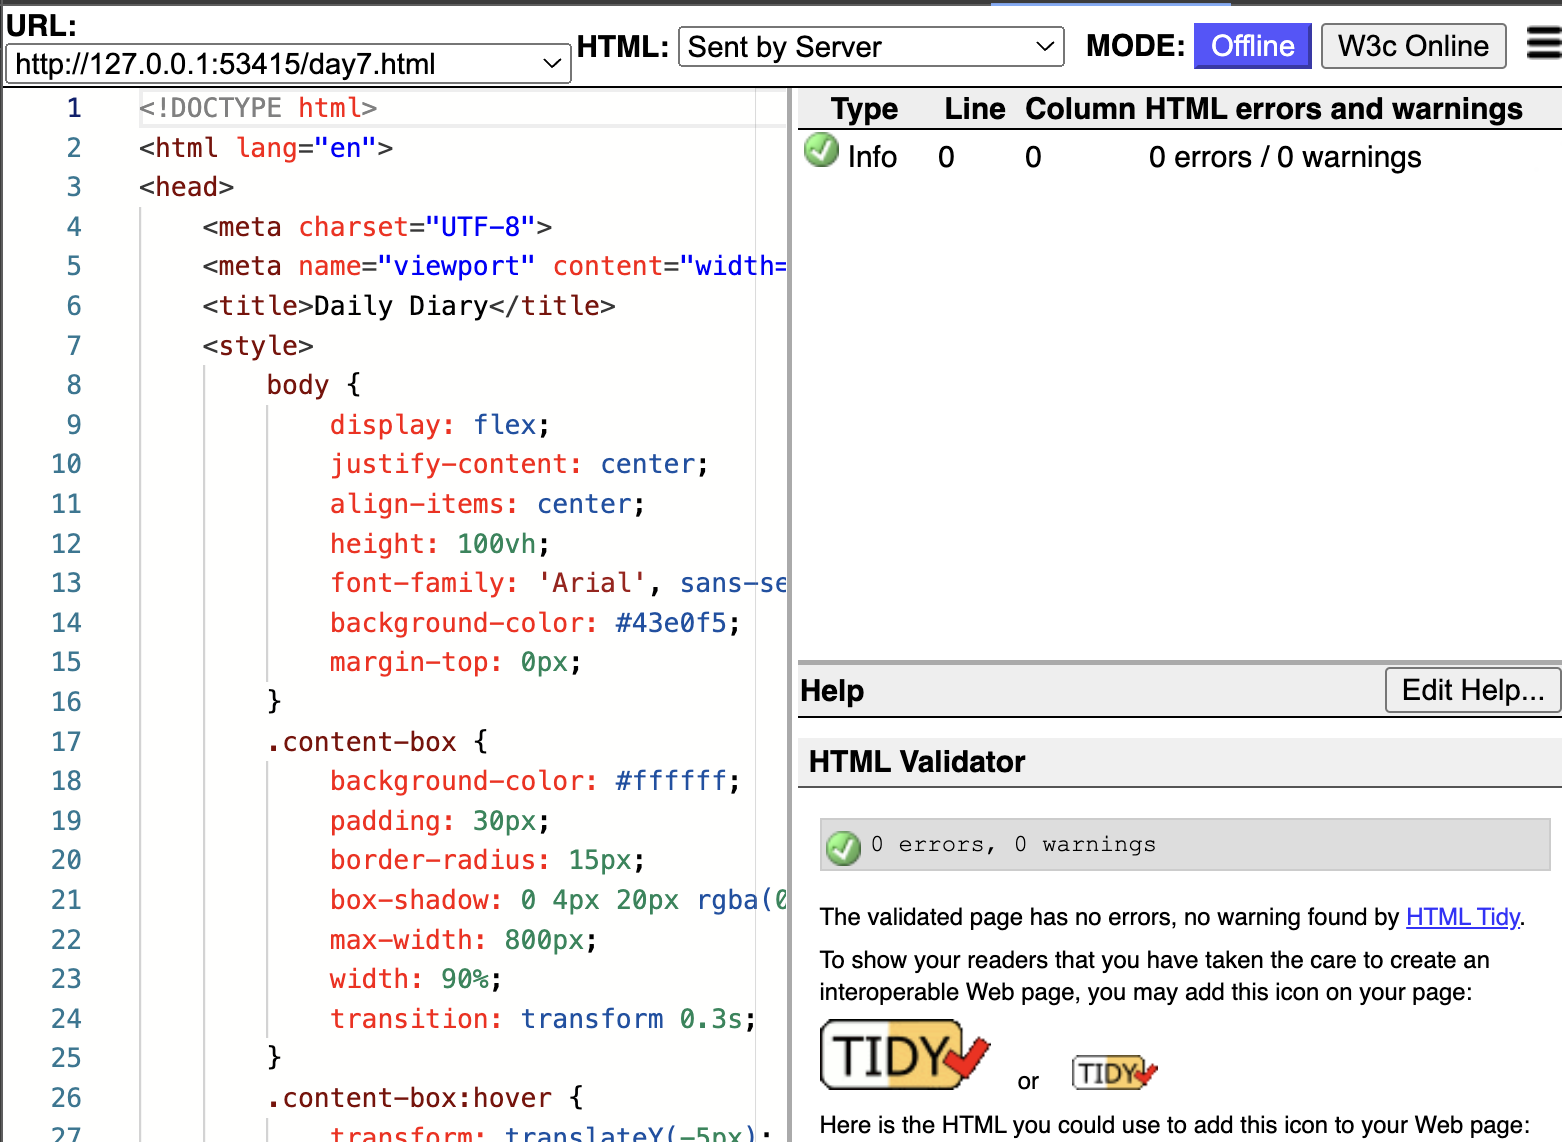 URL:
http://127.0.0.1:53415/day7.html
HTML: Sent by Server
MODE: Offline W3c Online
1 <!DOCTYPE html>
2 <html lang="en">
3 <head>
4 <meta charset="UTF-8">
5 <meta name="viewport" content="width=
6 <title>Daily Diary</title>
7 <style>
8 body {
9 display: flex;
10 justify-content: center;
11 align-items: center;
12 height: 100vh;
13 font-family: 'Arial', sans-se
14 background-color: #43e0f5;
15 margin-top: 0px;
16 }
17 .content-box {
18 background-color: #ffffff;
19 padding: 30px;
20 border-radius: 15px;
21 box-shadow: 0 4px 20px rgba(0
22 max-width: 800px;
23 width: 90%;
24 transition: transform 0.3s;
25 }
26 .content-box:hover {
27 transform: translateY(-5px);
Type Line Column HTML errors and warnings
Info 0 0 0 errors / 0 warnings
Help Edit Help...
HTML Validator
0 errors, 0 warnings
The validated page has no errors, no warning found by HTML Tidy.
To show your readers that you have taken the care to create an
interoperable Web page, you may add this icon on your page:
TIDY or TIDY
Here is the HTML you could use to add this icon to your Web page: